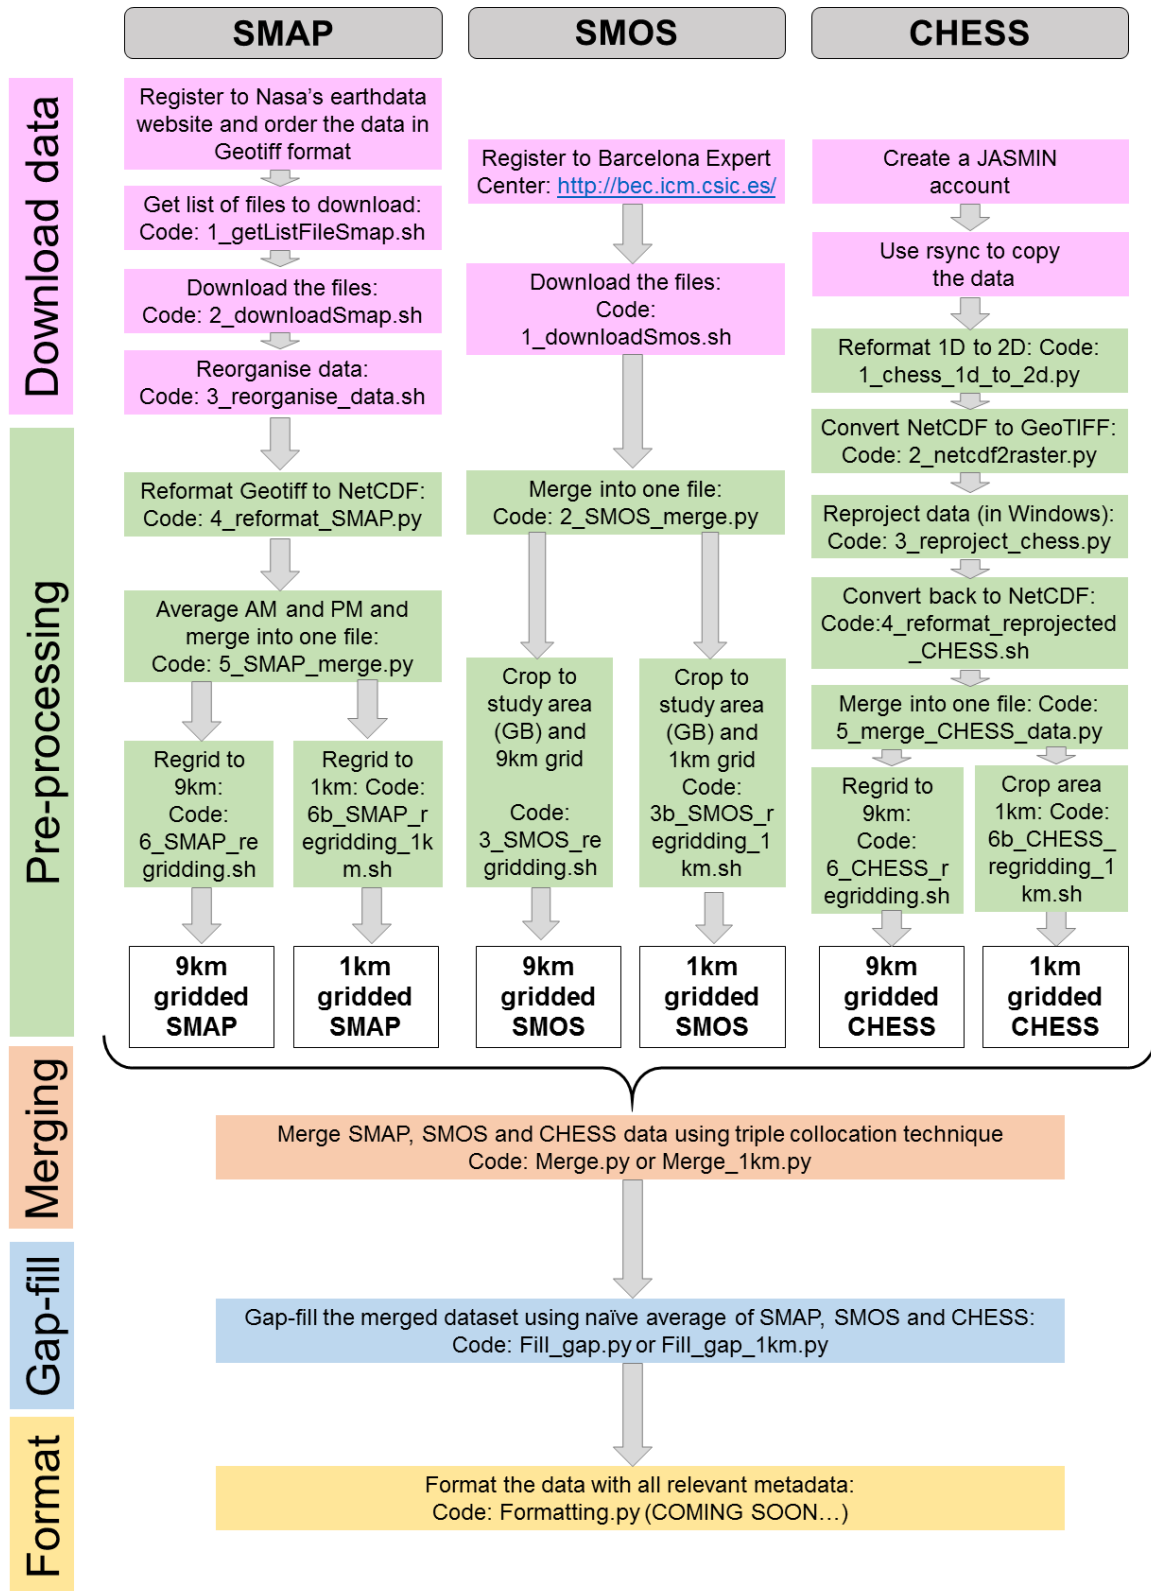 SMAP
SMOS
CHESS
Download data
Register to Nasa's earthdata
website and order the data in
Geotiff format
Get list of files to download:
Code: 1_getListFileSmap.sh
Download the files:
Code: 2_downloadSmap.sh
Reorganise data:
Code: 3_reorganise_data.sh
Register to Barcelona Expert
Center: http://bec.icm.csic.es/
Download the files:
Code:
1_downloadSmos.sh
Create a JASMIN
account
Use rsync to copy
the data
Pre-processing
Reformat Geotiff to NetCDF:
Code: 4_reformat_SMAP.py
Average AM and PM and
merge into one file:
Code: 5_SMAP_merge.py
Regrid to
9km:
Code:
6_SMAP_re
gridding.sh
Regrid to
1km: Code:
6b_SMAP_r
egridding_1k
m.sh
Merge into one file:
Code: 2_SMOS_merge.py
Crop to
study area
(GB) and
9km grid
Code:
3_SMOS_re
gridding.sh
Crop to
study area
(GB) and
1km grid
Code:
3b_SMOS_r
egridding_1
km.sh
Reformat 1D to 2D: Code:
1_chess_1d_to_2d.py
Convert NetCDF to GeoTIFF:
Code: 2_netcdf2raster.py
Reproject data (in Windows):
Code: 3_reproject_chess.py
Convert back to NetCDF:
Code:4_reformat_reprojected
_CHESS.sh
Merge into one file: Code:
5_merge_CHESS_data.py
Regrid to
9km:
Code:
6_CHESS_r
egridding.sh
Crop area
1km: Code:
6b_CHESS_
regridding_1
km.sh
9km
gridded
SMAP
1km
gridded
SMAP
9km
gridded
SMOS
1km
gridded
SMOS
9km
gridded
CHESS
1km
gridded
CHESS
Merging
Merge SMAP, SMOS and CHESS data using triple collocation technique
Code: Merge.py or Merge_1km.py
Gap-fill
Gap-fill the merged dataset using naïve average of SMAP, SMOS and CHESS:
Code: Fill_gap.py or Fill_gap_1km.py
Format
Format the data with all relevant metadata:
Code: Formatting.py (COMING SOON…)